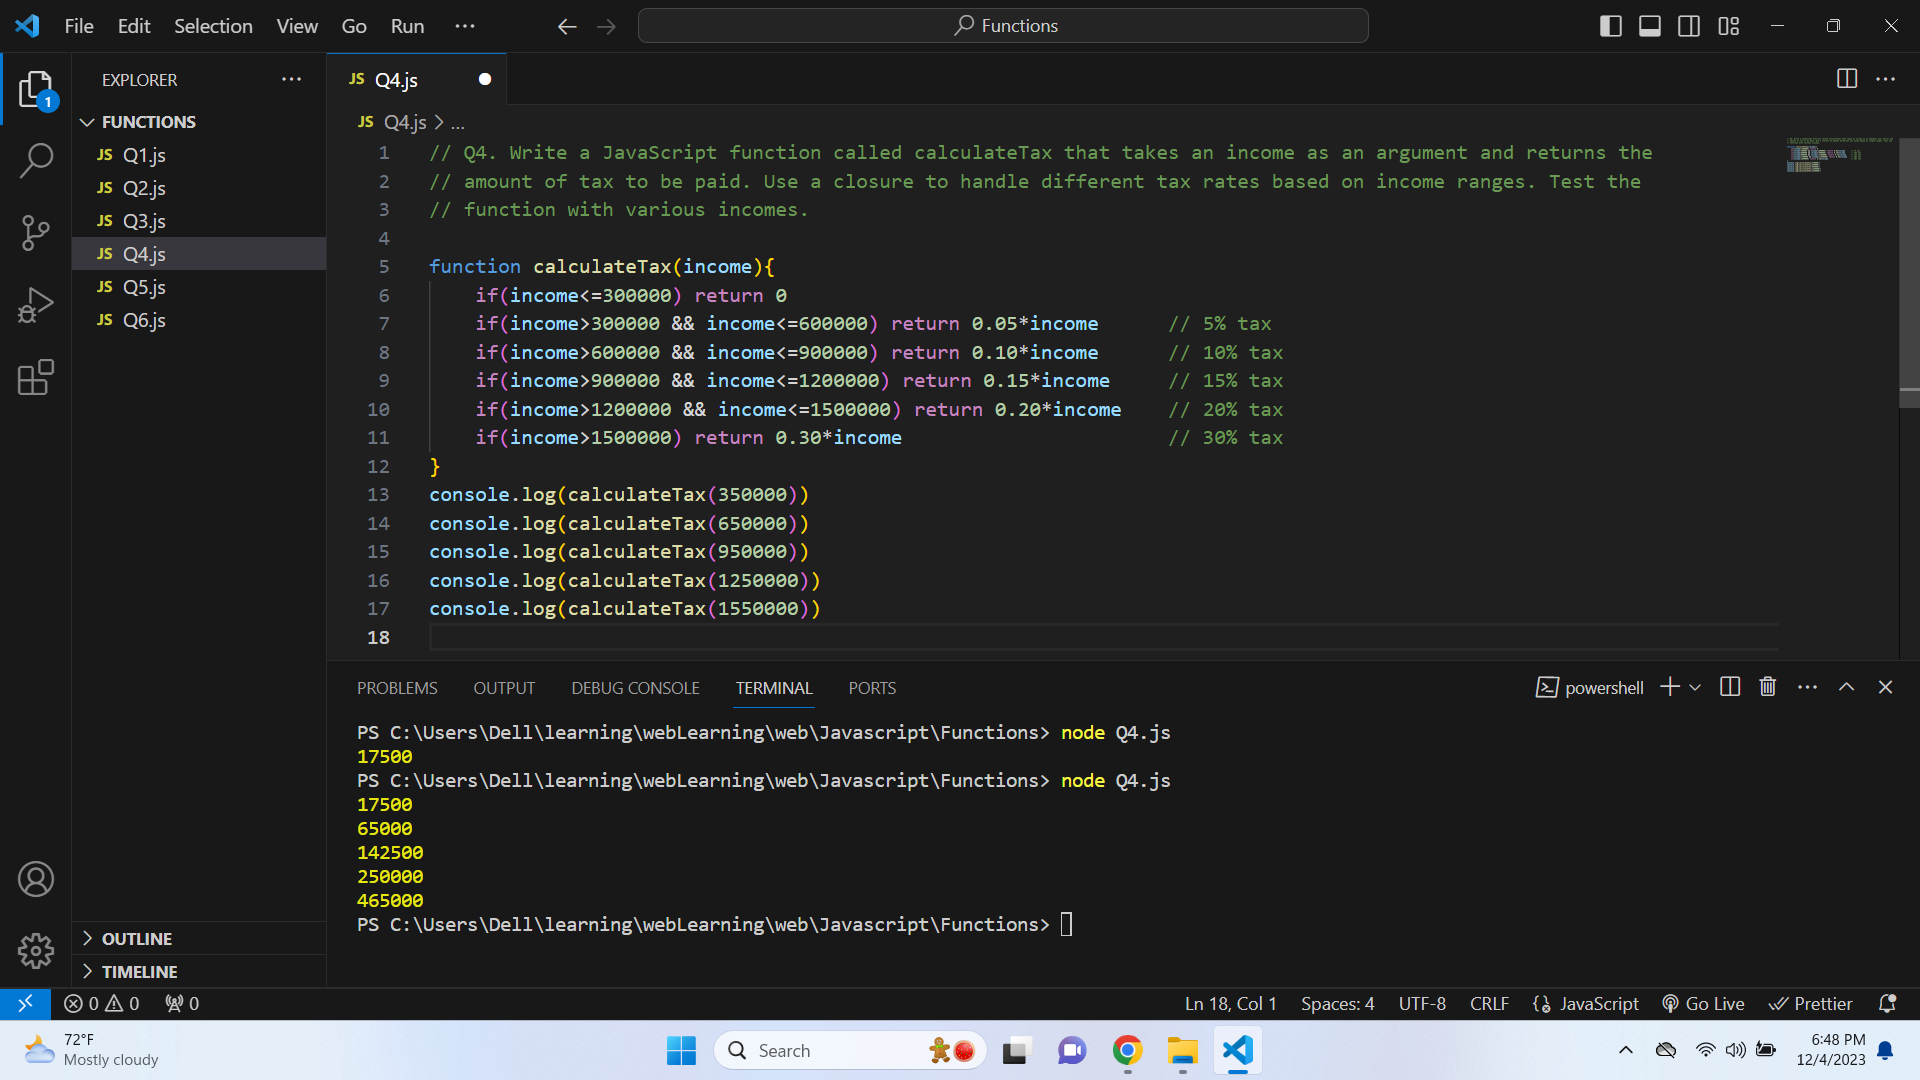 File Edit Selection View Go Run ···
Functions
EXPLORER ···
FUNCTIONS
JS Q1.js
JS Q2.js
JS Q3.js
JS Q4.js
JS Q5.js
JS Q6.js
OUTLINE
TIMELINE
1
JS Q4.js
JS Q4.js > ...
1 // Q4. Write a JavaScript function called calculateTax that takes an income as an argument and returns the
2 // amount of tax to be paid. Use a closure to handle different tax rates based on income ranges. Test the
3 // function with various incomes.
4
5 function calculateTax(income){
6 if(income<=300000) return 0
7 if(income>300000 && income<=600000) return 0.05*income // 5% tax
8 if(income>600000 && income<=900000) return 0.10*income // 10% tax
9 if(income>900000 && income<=1200000) return 0.15*income // 15% tax
10 if(income>1200000 && income<=1500000) return 0.20*income // 20% tax
11 if(income>1500000) return 0.30*income // 30% tax
12 }
13 console.log(calculateTax(350000))
14 console.log(calculateTax(650000))
15 console.log(calculateTax(950000))
16 console.log(calculateTax(1250000))
17 console.log(calculateTax(1550000))
18
PROBLEMS OUTPUT DEBUG CONSOLE TERMINAL PORTS powershell
PS C:\Users\Dell\learning\webLearning\web\Javascript\Functions> node Q4.js
17500
PS C:\Users\Dell\learning\webLearning\web\Javascript\Functions> node Q4.js
17500
65000
142500
250000
465000
PS C:\Users\Dell\learning\webLearning\web\Javascript\Functions>
0 0 0 Ln 18, Col 1 Spaces: 4 UTF-8 CRLF JavaScript Go Live Prettier
72°F
Mostly cloudy
Search
6:48 PM
12/4/2023